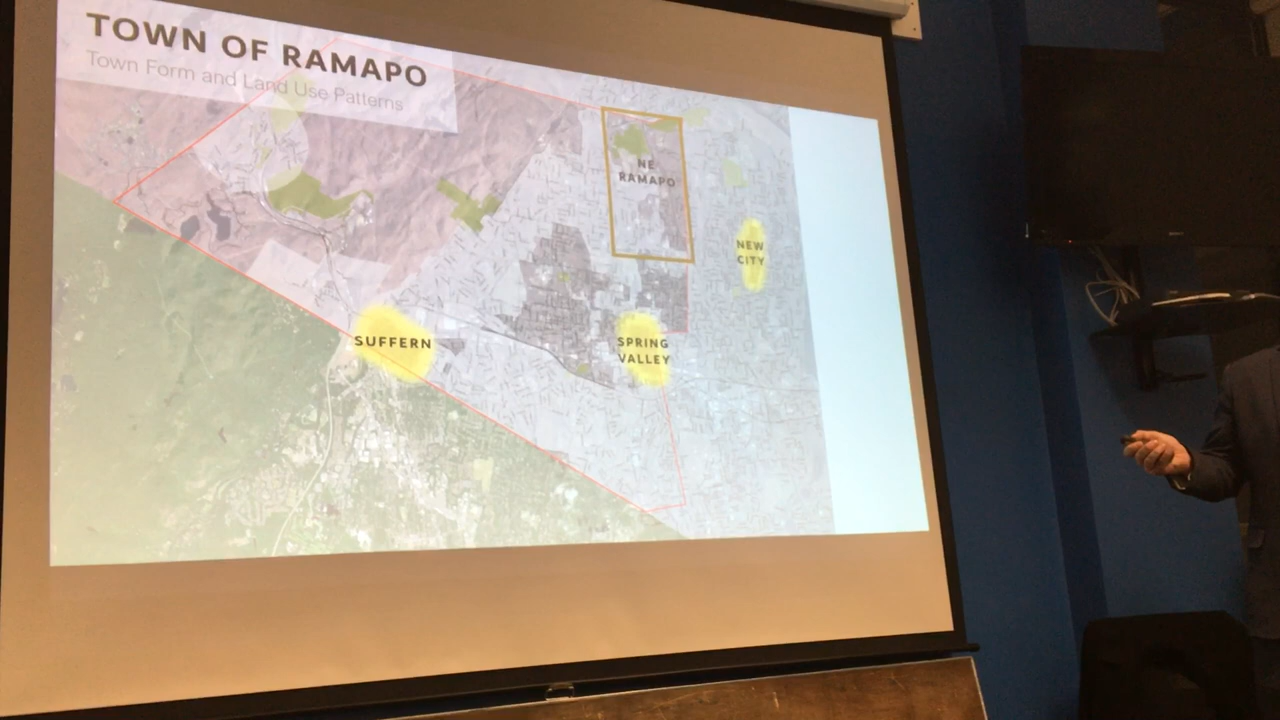 TOWN OF RAMAPO
Town Form and Land Use Patterns
NE
RAMAPO
NEW
CITY
SUFFERN
SPRING
VALLEY